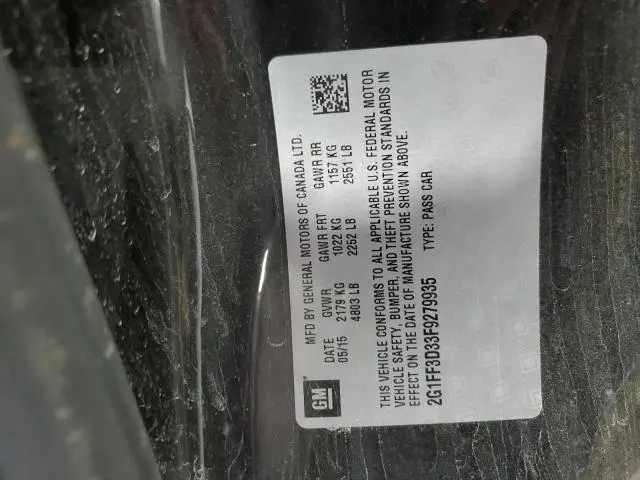 GM
MFD BY GENERAL MOTORS OF CANADA LTD.
DATE GVWR GAWR FRT GAWR RR
05/15 2179 KG 1022 KG 1157 KG
4803 LB 2252 LB 2551 LB
THIS VEHICLE CONFORMS TO ALL APPLICABLE U.S. FEDERAL MOTOR
VEHICLE SAFETY, BUMPER, AND THEFT PREVENTION STANDARDS IN
EFFECT ON THE DATE OF MANUFACTURE SHOWN ABOVE.
2G1FF3D33F9279935 TYPE: PASS CAR